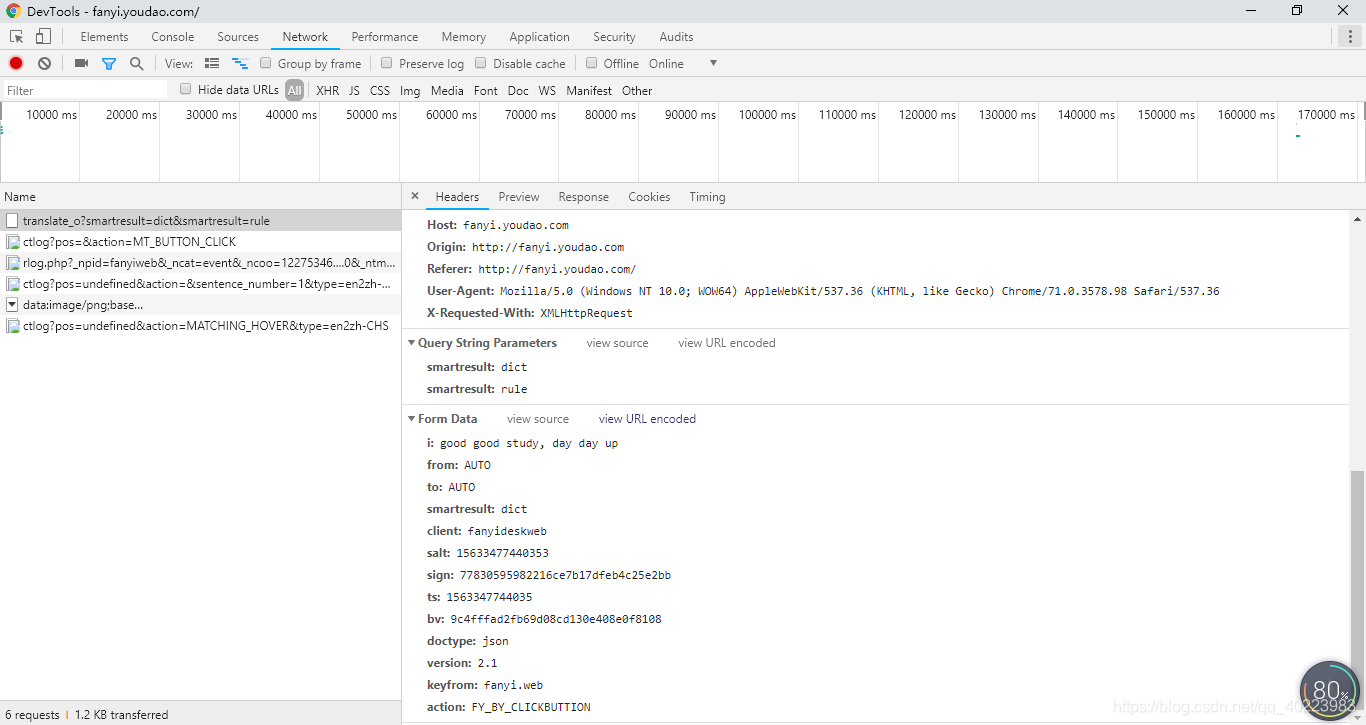 DevTools - fanyi.youdao.com/
Elements Console Sources Network Performance Memory Application Security Audits
View: Group by frame Preserve log Disable cache Offline Online
Filter Hide data URLs All XHR JS CSS Img Media Font Doc WS Manifest Other
10000 ms 20000 ms 30000 ms 40000 ms 50000 ms 60000 ms 70000 ms 80000 ms 90000 ms 100000 ms 110000 ms 120000 ms 130000 ms 140000 ms 150000 ms 160000 ms 170000 ms
Name
translate_o?smartresult=dict&smartresult=rule
ctlog?pos=&action=MT_BUTTON_CLICK
rlog.php?_npid=fanyiweb&_ncat=event&_ncoo=12275346....0&_ntm...
ctlog?pos=undefined&action=&sentence_number=1&type=en2zh-...
data:image/png;base...
ctlog?pos=undefined&action=MATCHING_HOVER&type=en2zh-CHS
6 requests | 1.2 KB transferred
× Headers Preview Response Cookies Timing
Host: fanyi.youdao.com
Origin: http://fanyi.youdao.com
Referer: http://fanyi.youdao.com/
User-Agent: Mozilla/5.0 (Windows NT 10.0; WOW64) AppleWebKit/537.36 (KHTML, like Gecko) Chrome/71.0.3578.98 Safari/537.36
X-Requested-With: XMLHttpRequest
Query String Parameters view source view URL encoded
smartresult: dict
smartresult: rule
Form Data view source view URL encoded
i: good good study, day day up
from: AUTO
to: AUTO
smartresult: dict
client: fanyideskweb
salt: 15633477440353
sign: 77830595982216ce7b17dfeb4c25e2bb
ts: 1563347744035
bv: 9c4fffad2fb69d08cd130e408e0f8108
doctype: json
version: 2.1
keyfrom: fanyi.web
action: FY_BY_CLICKBUTTION
80%
https://blog.csdn.net/qq_40223983